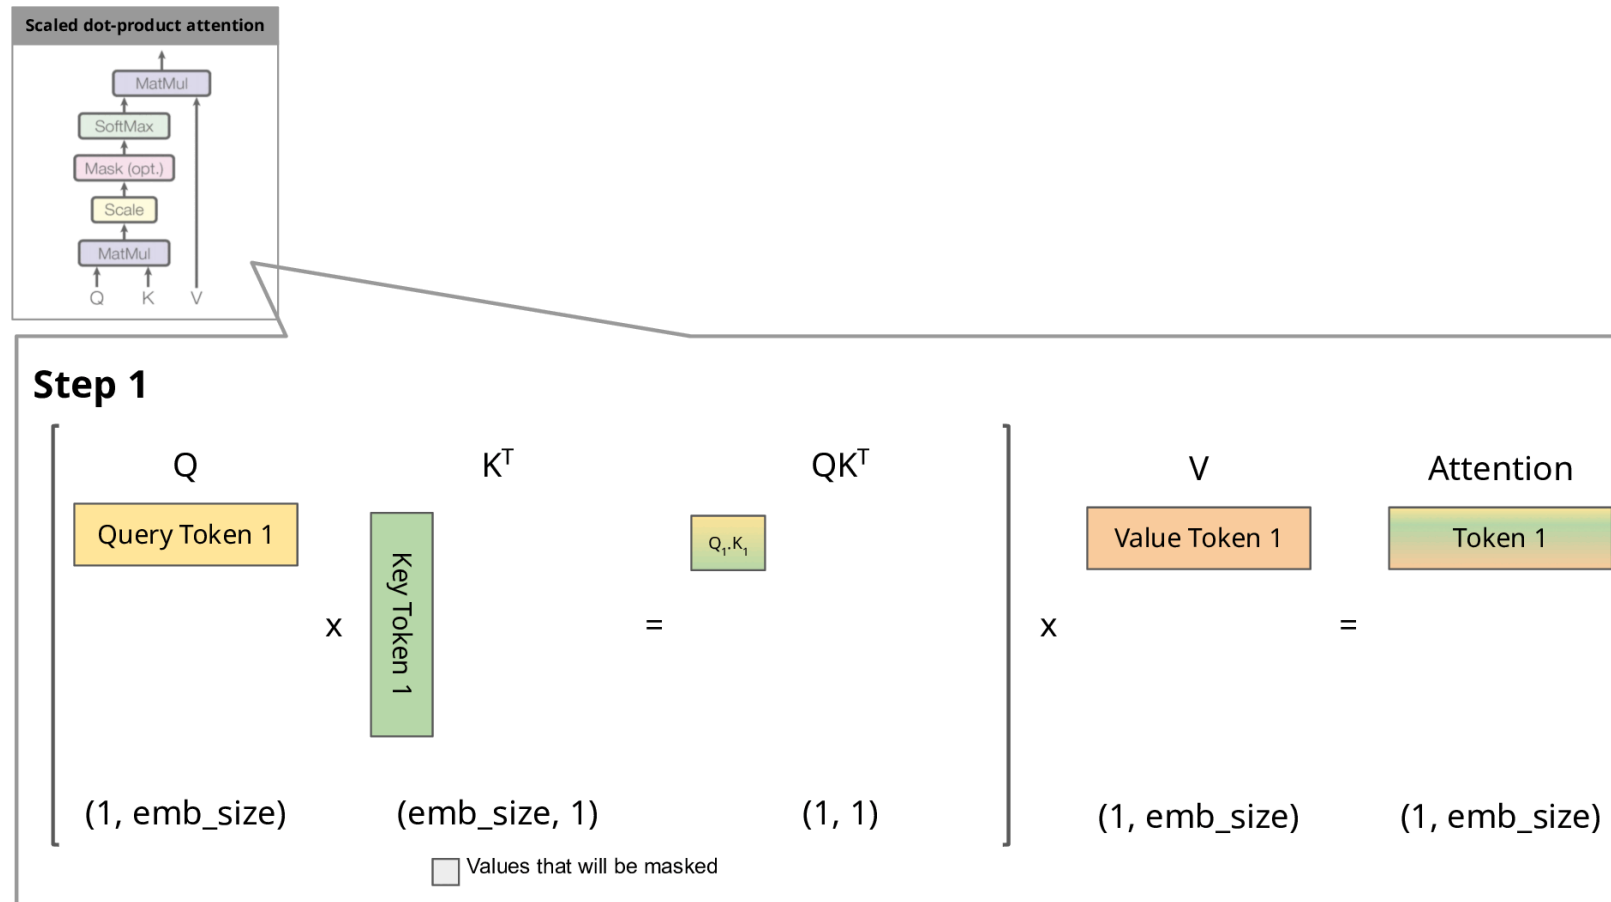 Scaled dot-product attention
MatMul
SoftMax
Mask (opt.)
Scale
MatMul
Q K V
Step 1
Q Kᵀ QKᵀ V Attention
Query Token 1
Key Token 1
Q₁.K₁
Value Token 1
Token 1
x = x =
(1, emb_size) (emb_size, 1) (1, 1) (1, emb_size) (1, emb_size)
Values that will be masked